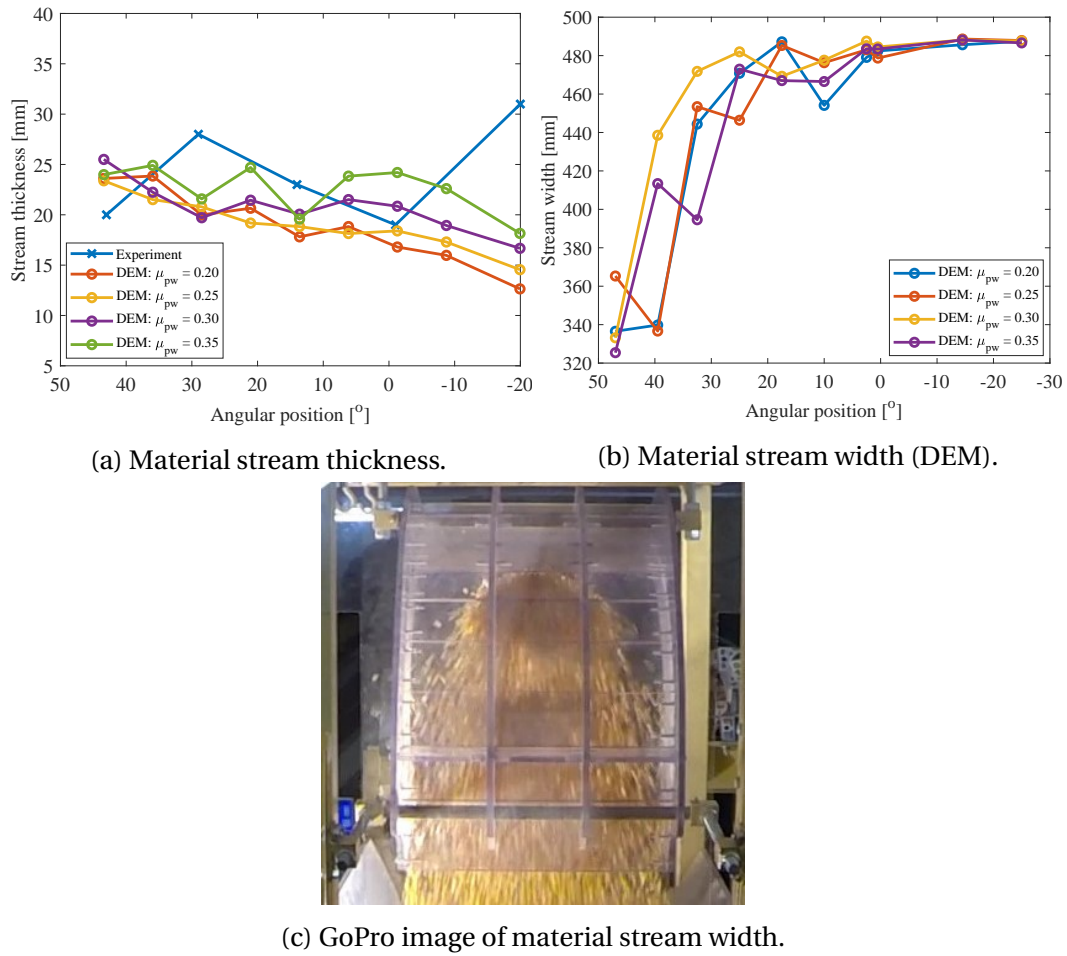 40
35
30
25
20
15
10
5
Stream thickness [mm]
Experiment
DEM: μpw = 0.20
DEM: μpw = 0.25
DEM: μpw = 0.30
DEM: μpw = 0.35
50 40 30 20 10 0 -10 -20
Angular position [o]
(a) Material stream thickness.
500
480
460
440
420
400
380
360
340
320
Stream width [mm]
DEM: μpw = 0.20
DEM: μpw = 0.25
DEM: μpw = 0.30
DEM: μpw = 0.35
50 40 30 20 10 0 -10 -20 -30
Angular position [o]
(b) Material stream width (DEM).
(c) GoPro image of material stream width.